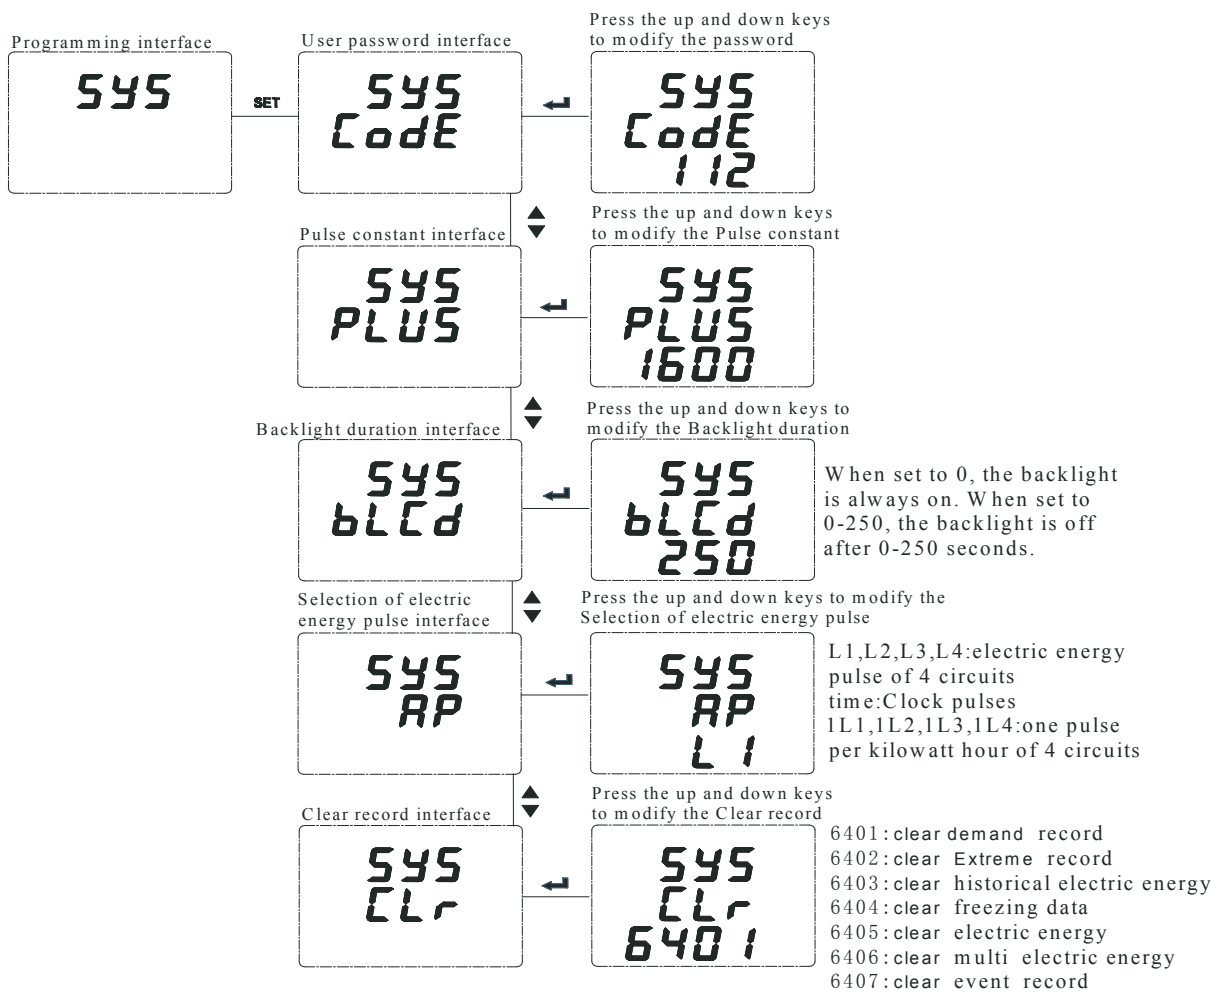 Programming interface
SYS
SET
User password interface
SYS
CodE
Press the up and down keys
to modify the password
SYS
CodE
112
Pulse constant interface
SYS
PLUS
Press the up and down keys
to modify the Pulse constant
SYS
PLUS
1600
Backlight duration interface
SYS
bLCd
Press the up and down keys to
modify the Backlight duration
SYS
bLCd
250
When set to 0, the backlight
is always on. When set to
0-250, the backlight is off
after 0-250 seconds.
Selection of electric
energy pulse interface
SYS
AP
Press the up and down keys to modify the
Selection of electric energy pulse
SYS
AP
L1
L1,L2,L3,L4:electric energy
pulse of 4 circuits
time:Clock pulses
1L1,1L2,1L3,1L4:one pulse
per kilowatt hour of 4 circuits
Clear record interface
SYS
CLr
Press the up and down keys
to modify the Clear record
SYS
CLr
6401
6401:clear demand record
6402:clear Extreme record
6403:clear historical electric energy
6404:clear freezing data
6405:clear electric energy
6406:clear multi electric energy
6407:clear event record